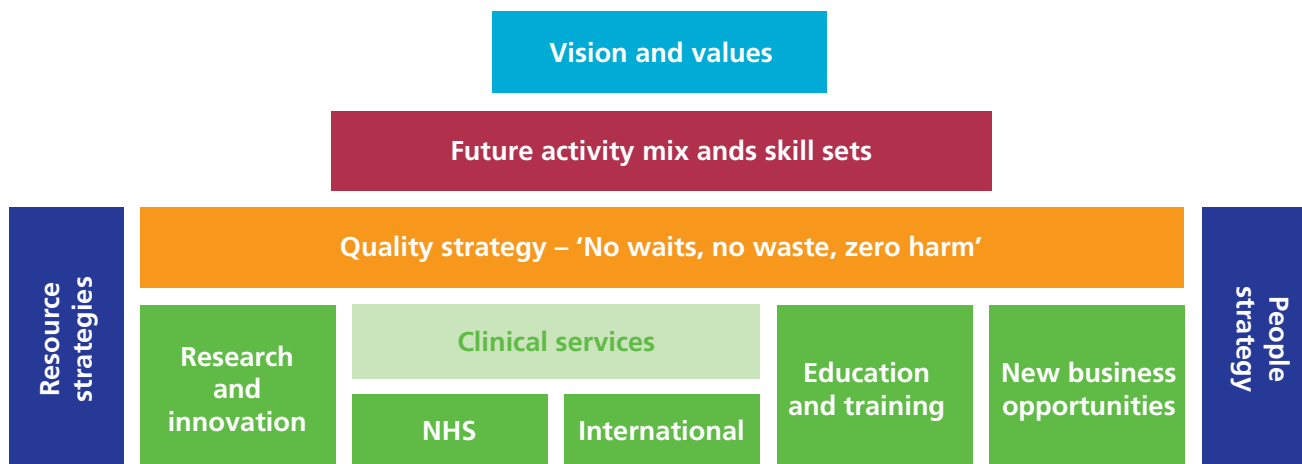 Vision and values
Future activity mix ands skill sets
Quality strategy – ‘No waits, no waste, zero harm’
Resource
strategies
Research
and
innovation
Clinical services
NHS
International
Education
and training
New business
opportunities
People
strategy